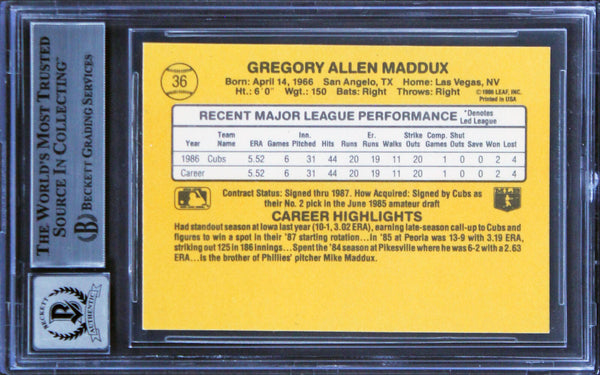 THE WORLD'S MOST TRUSTED
SOURCE IN COLLECTING™
BECKETT GRADING SERVICES
BECKETT
AUTHENTIC
36
GREGORY ALLEN MADDUX
Born: April 14, 1966 San Angelo, TX Home: Las Vegas, NV
Ht.: 6'0" Wgt.: 150 Bats: Right Throws: Right
©1986 LEAF, INC.
Printed in USA
RECENT MAJOR LEAGUE PERFORMANCE *Denotes Led League
Year Team Name ERA Games Inn. Pitched Hits Runs Er. Runs Walks Strike Outs Comp. Games Shut Outs Save Won Lost
1986 Cubs 5.52 6 31 44 20 19 11 20 1 0 0 2 4
Career 5.52 6 31 44 20 19 11 20 1 0 0 2 4
Contract Status: Signed thru 1987. How Acquired: Signed by Cubs as
their No. 2 pick in the June 1985 amateur draft
CAREER HIGHLIGHTS
Had standout season at Iowa last year (10-1, 3.02 ERA), earning late-season call-up to Cubs and
figures to win a spot in their '87 starting rotation...in '85 at Peoria was 13-9 with 3.19 ERA,
striking out 125 in 186 innings...Spent the '84 season at Pikesville where he was 6-2 with a 2.63
ERA...is the brother of Phillies' pitcher Mike Maddux.